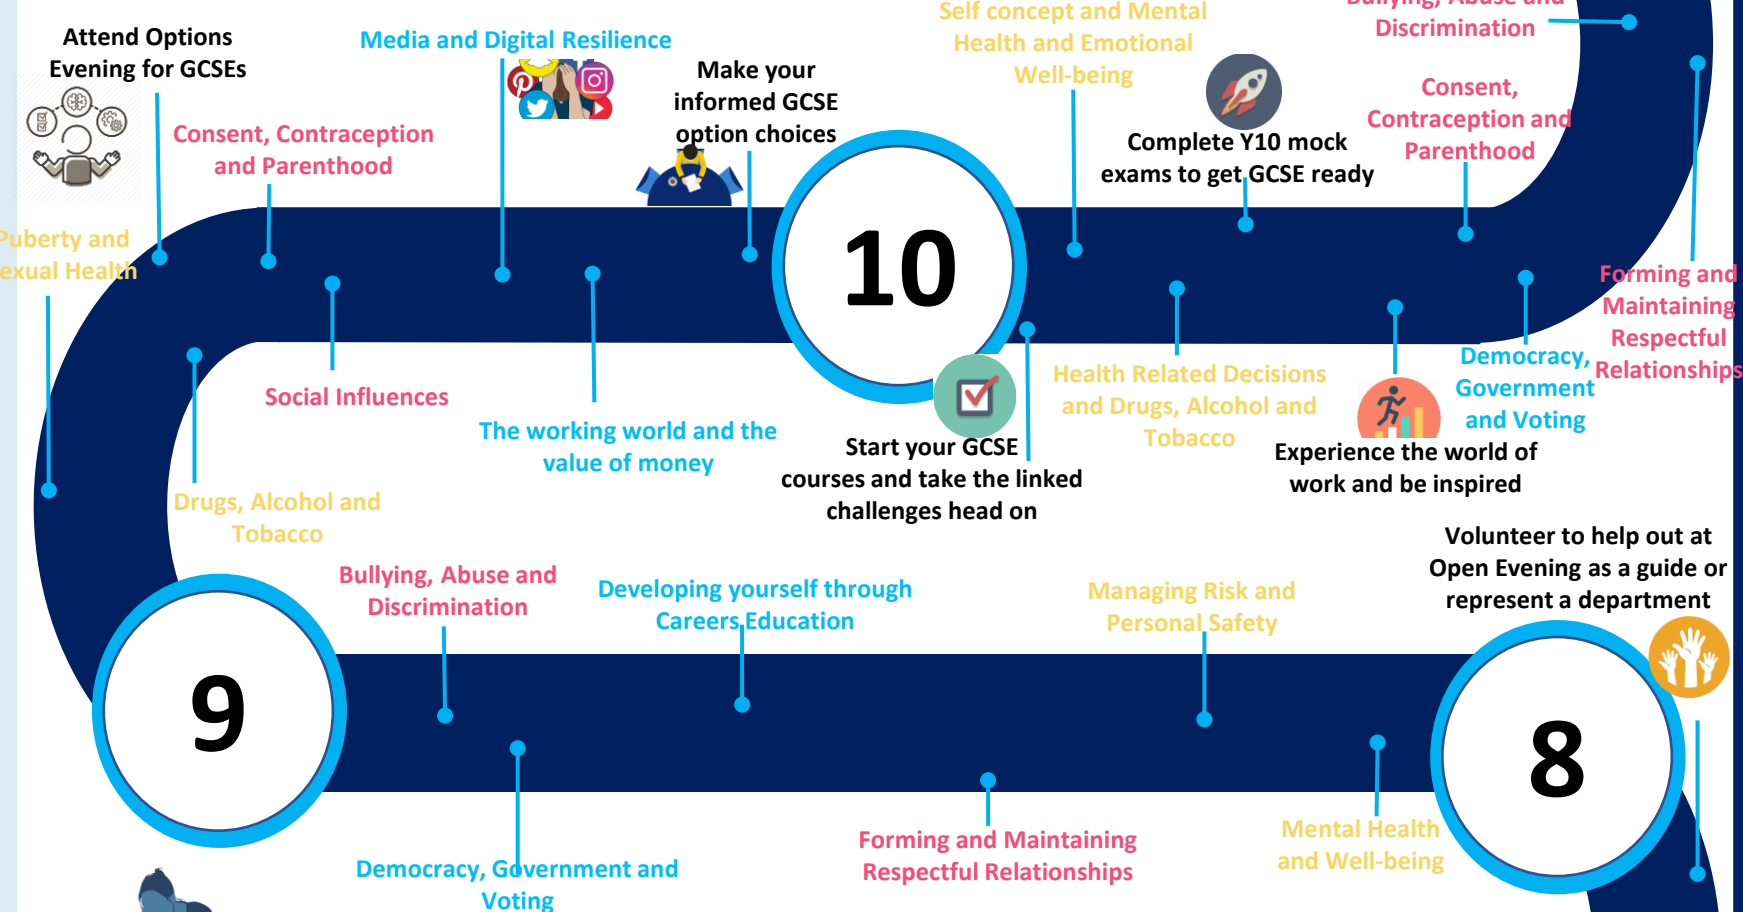 Attend Options
Evening for GCSEs
Media and Digital Resilience
Make your
informed GCSE
option choices
Self concept and Mental
Health and Emotional
Well-being
Bullying, Abuse and
Discrimination
Consent, Contraception
and Parenthood
Complete Y10 mock
exams to get GCSE ready
Consent,
Contraception and
Parenthood
Puberty and
Sexual Health
10
Forming and
Maintaining
Respectful
Relationships
Social Influences
The working world and the
value of money
Start your GCSE
courses and take the linked
challenges head on
Health Related Decisions
and Drugs, Alcohol and
Tobacco
Democracy,
Government
and Voting
Experience the world of
work and be inspired
Drugs, Alcohol and
Tobacco
Bullying, Abuse and
Discrimination
Developing yourself through
Careers Education
Managing Risk and
Personal Safety
Volunteer to help out at
Open Evening as a guide or
represent a department
9
8
Democracy, Government and
Voting
Forming and Maintaining
Respectful Relationships
Mental Health
and Well-being